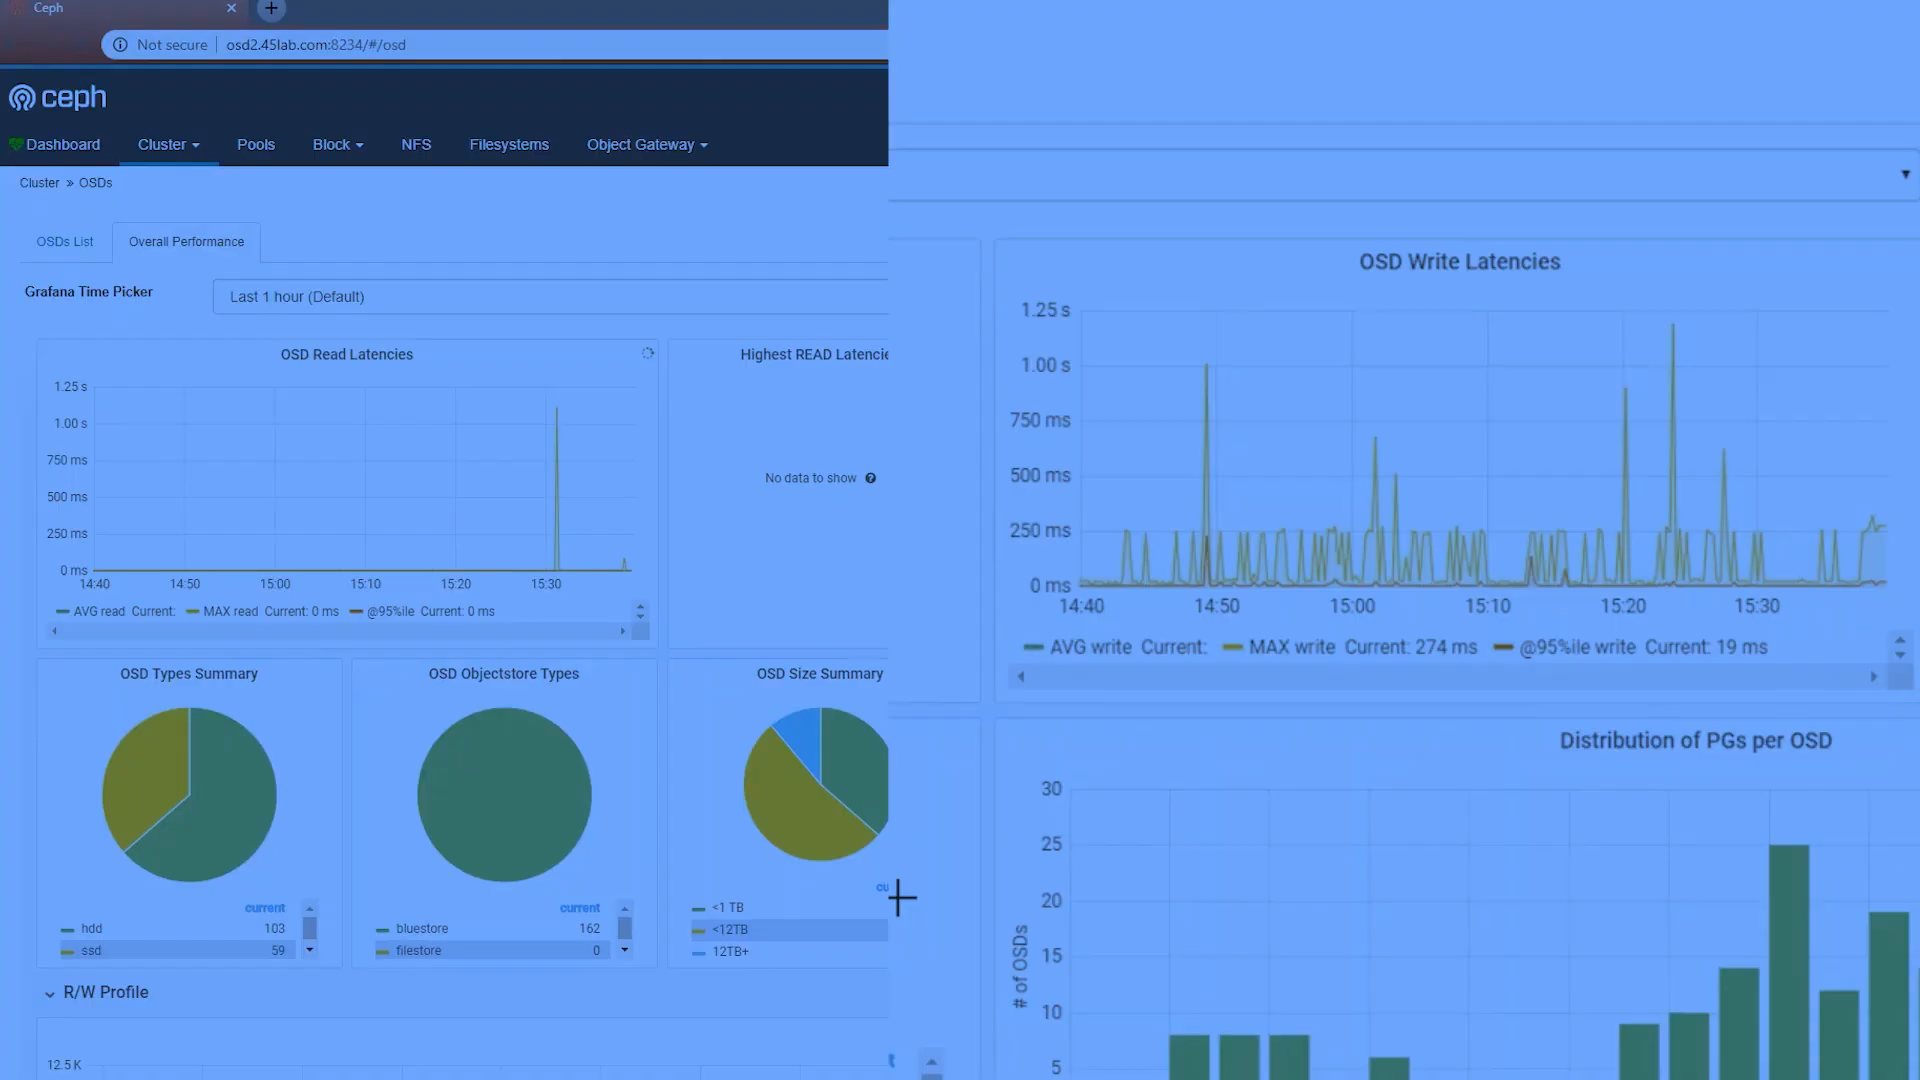 Ceph
Not secure osd2.45lab.com:8234/#/osd
ceph
Dashboard Cluster Pools Block NFS Filesystems Object Gateway
Cluster » OSDs
OSDs List Overall Performance
Grafana Time Picker Last 1 hour (Default)
OSD Read Latencies
1.25 s
1.00 s
750 ms
500 ms
250 ms
0 ms
14:40 14:50 15:00 15:10 15:20 15:30
AVG read Current: MAX read Current: 0 ms @95%ile Current: 0 ms
Highest READ Latencie
No data to show
OSD Write Latencies
1.25 s
1.00 s
750 ms
500 ms
250 ms
0 ms
14:40 14:50 15:00 15:10 15:20 15:30
AVG write Current: MAX write Current: 274 ms @95%ile write Current: 19 ms
OSD Types Summary
current
hdd 103
ssd 59
OSD Objectstore Types
current
bluestore 162
filestore 0
OSD Size Summary
cu
<1 TB
<12TB
12TB+
Distribution of PGs per OSD
30
25
20
15
10
5
# of OSDs
R/W Profile
12.5 K